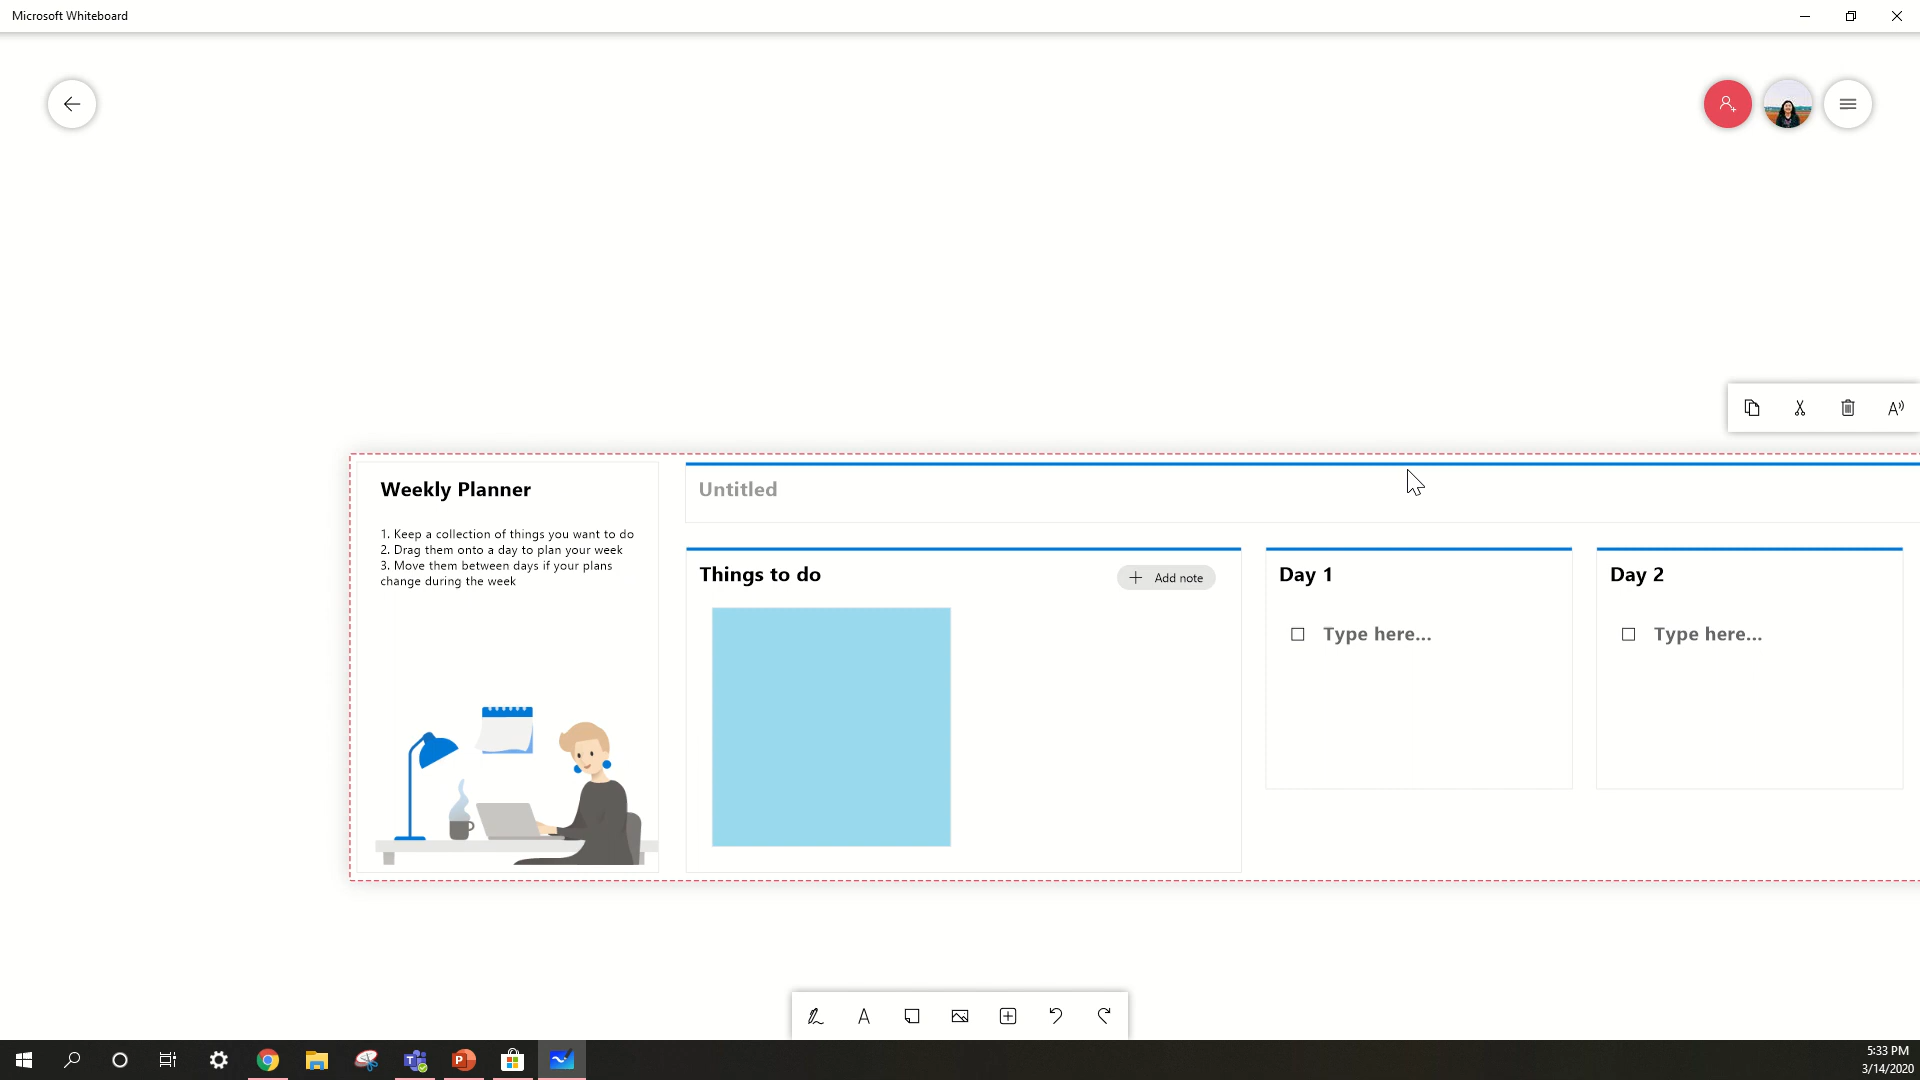 Microsoft Whiteboard
Weekly Planner
1. Keep a collection of things you want to do
2. Drag them onto a day to plan your week
3. Move them between days if your plans
change during the week
Untitled
Things to do
Add note
Day 1
Type here...
Day 2
Type here...
5:33 PM
3/14/2020